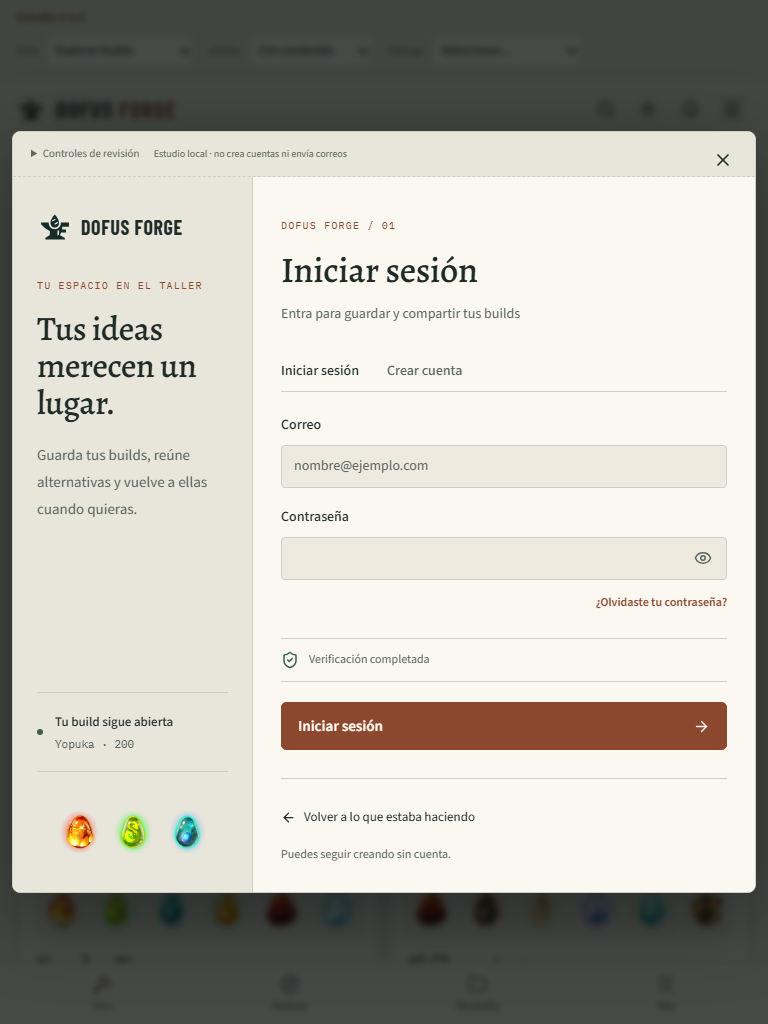 DOFUS FORGE
Controles de revisión
Estudio local · no crea cuentas ni envía correos
DOFUS FORGE
TU ESPACIO EN EL TALLER
Tus ideas
merecen un
lugar.
Guarda tus builds, reúne
alternativas y vuelve a ellas
cuando quieras.
Tu build sigue abierta
Yopuka · 200
DOFUS FORGE / 01
Iniciar sesión
Entra para guardar y compartir tus builds
Iniciar sesión
Crear cuenta
Correo
nombre@ejemplo.com
Contraseña
¿Olvidaste tu contraseña?
Verificación completada
Iniciar sesión
Volver a lo que estaba haciendo
Puedes seguir creando sin cuenta.